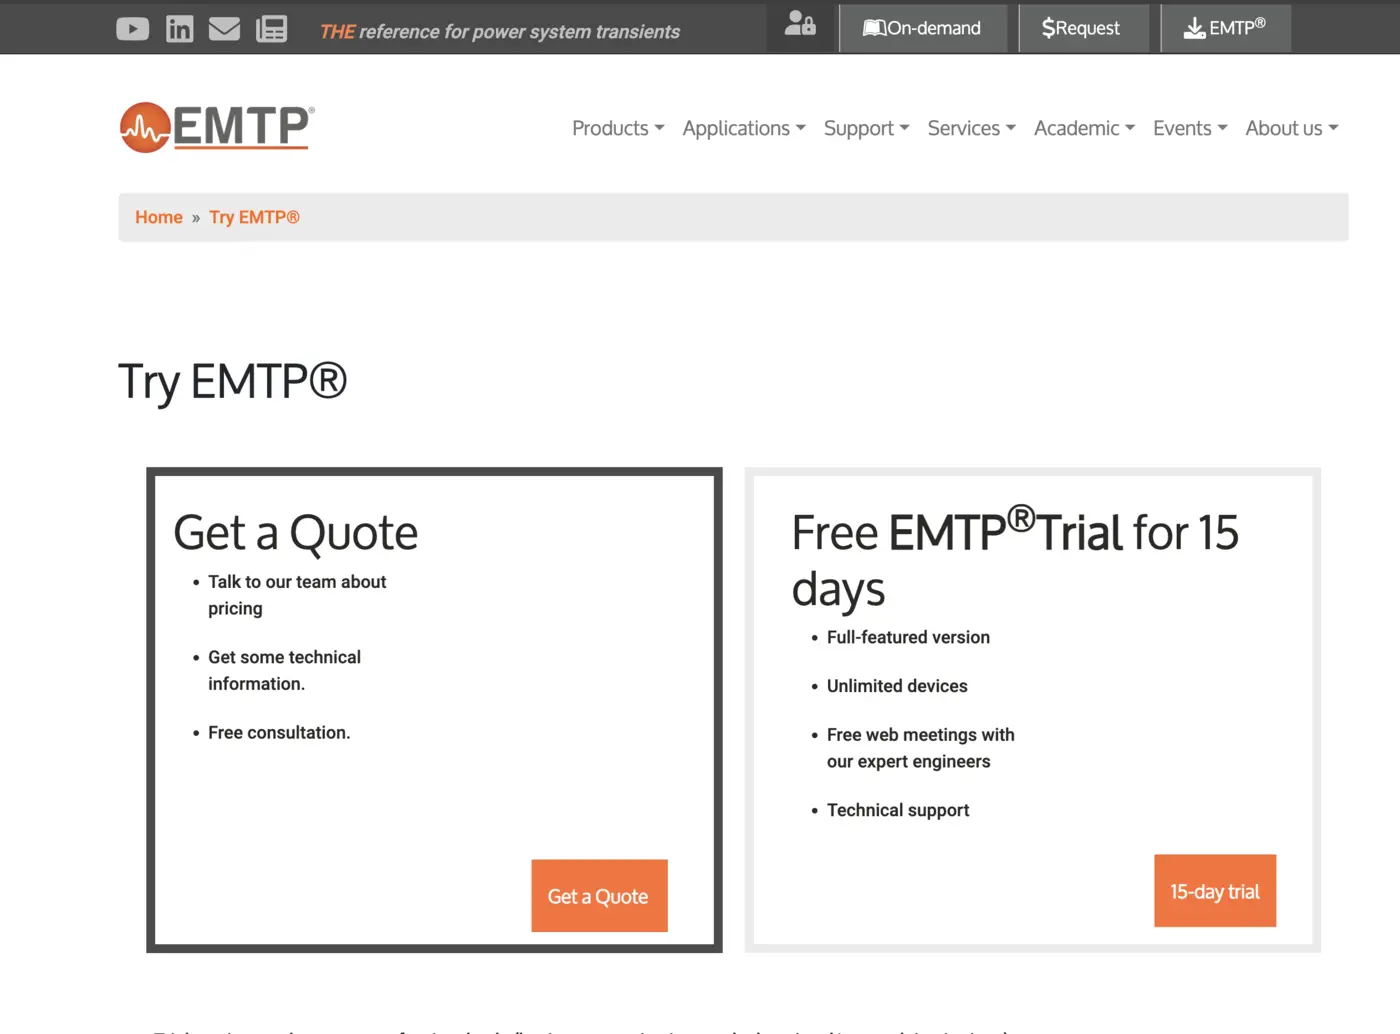 THE reference for power system transients
On-demand
$Request
EMTP®
EMTP®
Products
Applications
Support
Services
Academic
Events
About us
Home » Try EMTP®
Try EMTP®
Get a Quote
• Talk to our team about
pricing
• Get some technical
information.
• Free consultation.
Get a Quote
Free EMTP®Trial for 15
days
• Full-featured version
• Unlimited devices
• Free web meetings with
our expert engineers
• Technical support
15-day trial